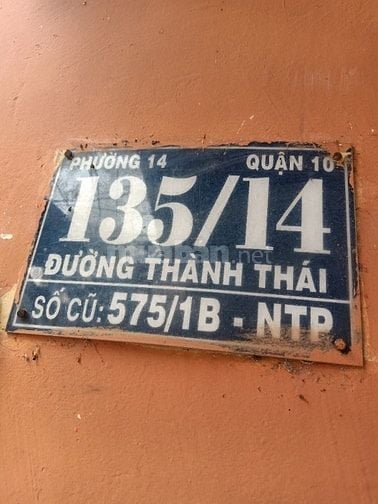 PHƯỜNG 14 QUẬN 10
135/14
ĐƯỜNG THÀNH THÁI
SỐ CŨ: 575/1B - NTP